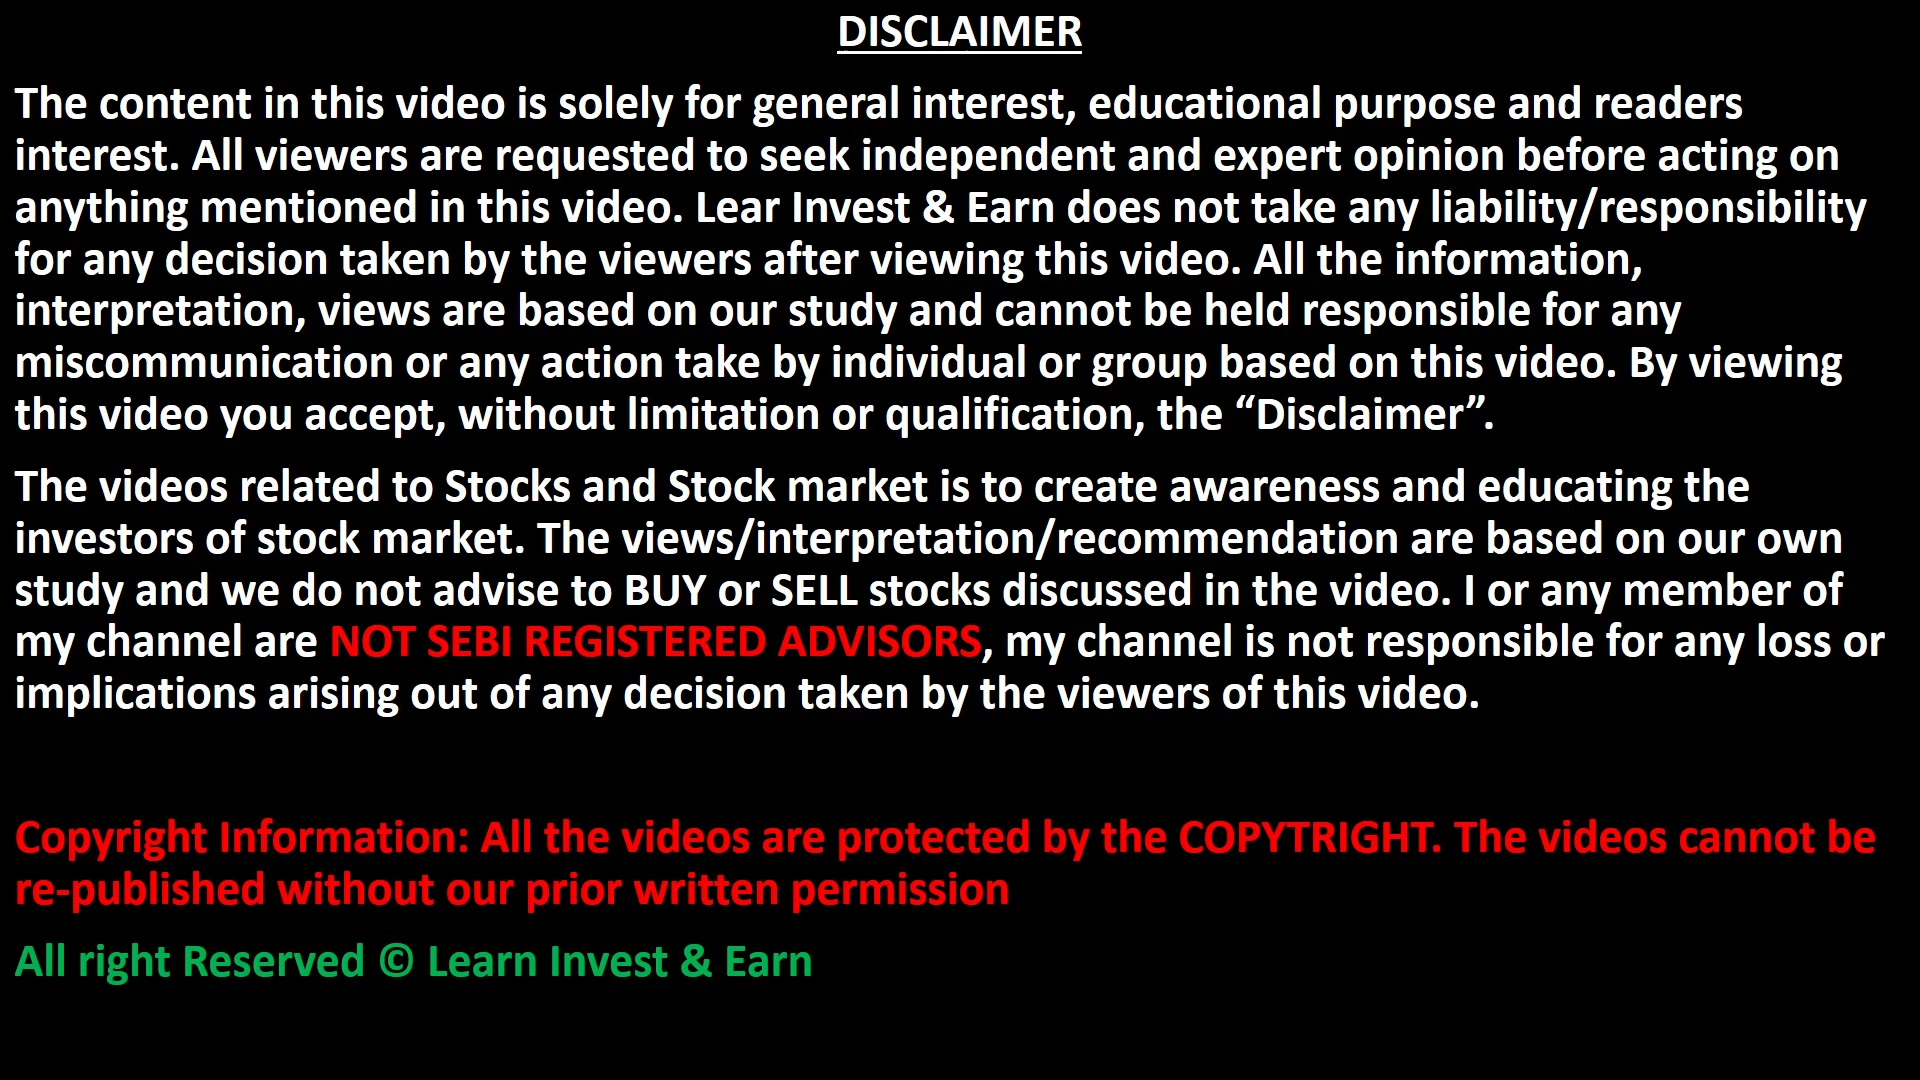 DISCLAIMER
The content in this video is solely for general interest, educational purpose and readers
interest. All viewers are requested to seek independent and expert opinion before acting on
anything mentioned in this video. Lear Invest & Earn does not take any liability/responsibility
for any decision taken by the viewers after viewing this video. All the information,
interpretation, views are based on our study and cannot be held responsible for any
miscommunication or any action take by individual or group based on this video. By viewing
this video you accept, without limitation or qualification, the “Disclaimer”.
The videos related to Stocks and Stock market is to create awareness and educating the
investors of stock market. The views/interpretation/recommendation are based on our own
study and we do not advise to BUY or SELL stocks discussed in the video. I or any member of
my channel are NOT SEBI REGISTERED ADVISORS, my channel is not responsible for any loss or
implications arising out of any decision taken by the viewers of this video.
Copyright Information: All the videos are protected by the COPYTRIGHT. The videos cannot be
re-published without our prior written permission
All right Reserved © Learn Invest & Earn